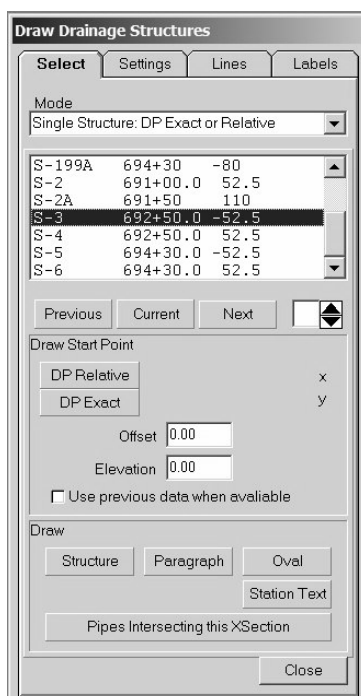 Draw Drainage Structures
Select Settings Lines Labels
Mode
Single Structure: DP Exact or Relative
S-199A 694+30 -80
S-2 691+00.0 52.5
S-2A 691+50 110
S-3 692+50.0 -52.5
S-4 692+50.0 52.5
S-5 694+30.0 -52.5
S-6 694+30.0 52.5
Previous Current Next
Draw Start Point
DP Relative x
DP Exact y
Offset 0.00
Elevation 0.00
Use previous data when avaliable
Draw
Structure Paragraph Oval
Station Text
Pipes Intersecting this XSection
Close